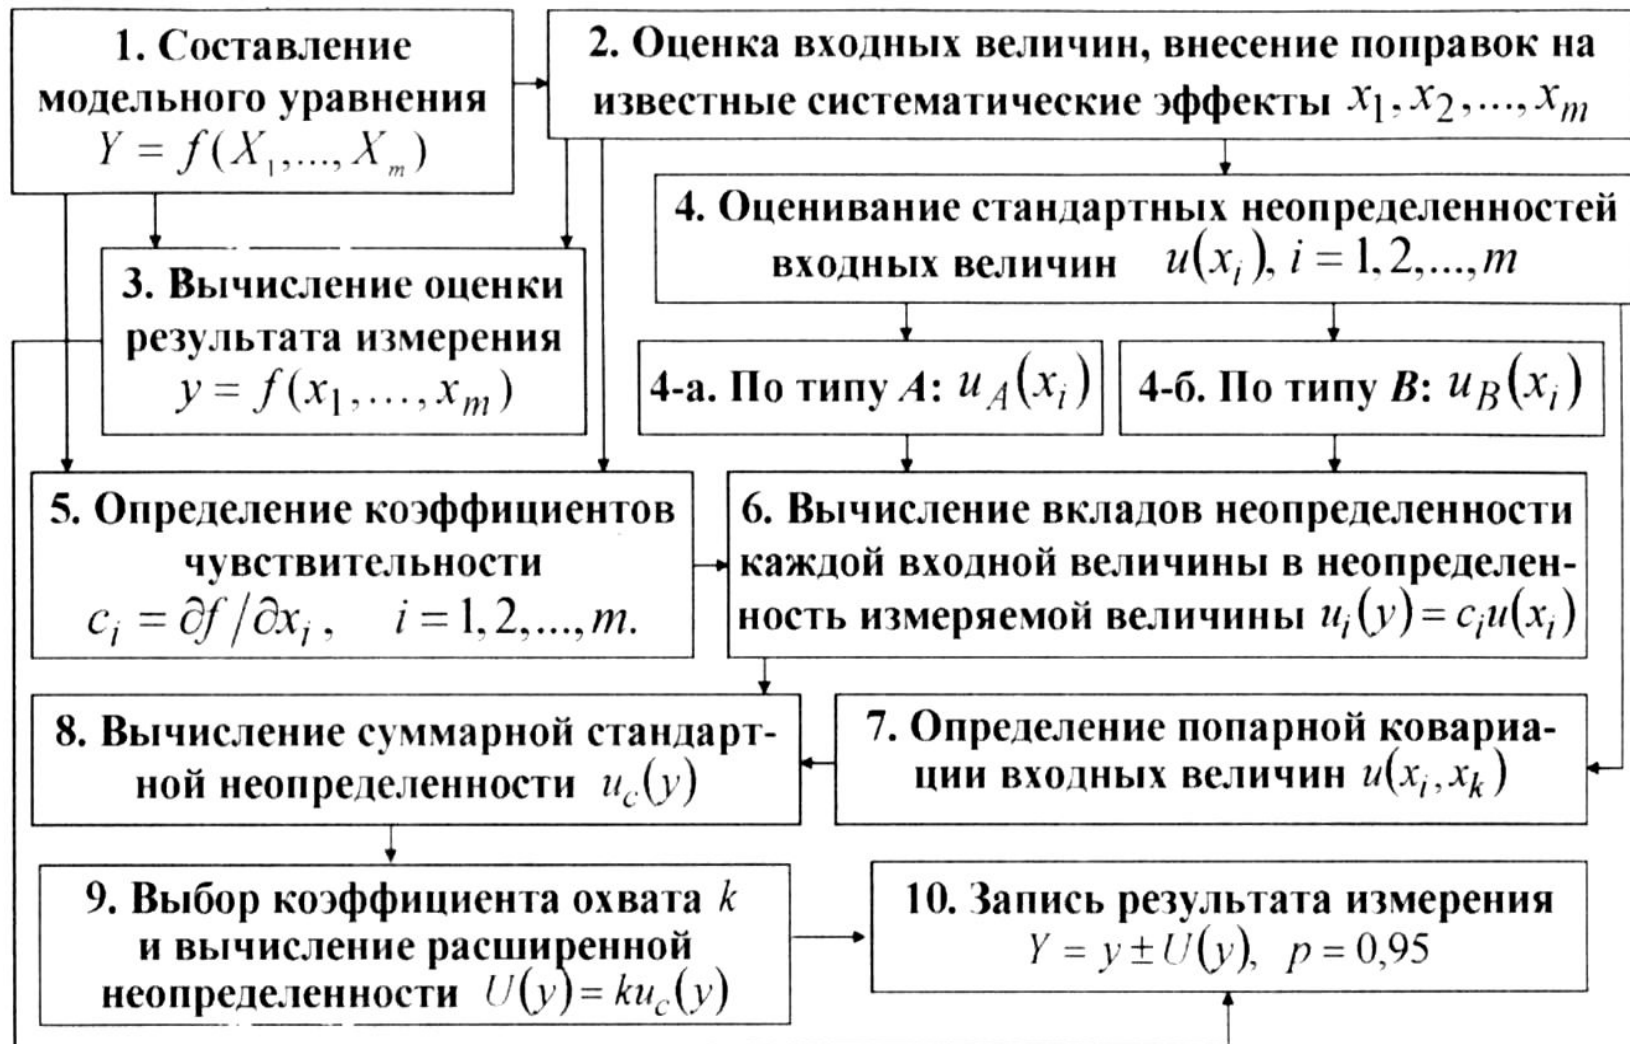 1. Составление
модельного уравнения
Y = f(X₁,..., Xₘ)
2. Оценка входных величин, внесение поправок на
известные систематические эффекты x₁, x₂,..., xₘ
3. Вычисление оценки
результата измерения
y = f(x₁,..., xₘ)
4. Оценивание стандартных неопределенностей
входных величин u(xᵢ), i = 1, 2,..., m
4-а. По типу A: u_A(xᵢ)
4-б. По типу B: u_B(xᵢ)
5. Определение коэффициентов
чувствительности
cᵢ = ∂f/∂xᵢ, i = 1, 2,..., m.
6. Вычисление вкладов неопределенности
каждой входной величины в неопределен-
ность измеряемой величины uᵢ(y) = cᵢu(xᵢ)
8. Вычисление суммарной стандарт-
ной неопределенности u_c(y)
7. Определение попарной ковариа-
ции входных величин u(xᵢ, xₖ)
9. Выбор коэффициента охвата k
и вычисление расширенной
неопределенности U(y) = ku_c(y)
10. Запись результата измерения
Y = y ± U(y), p = 0,95